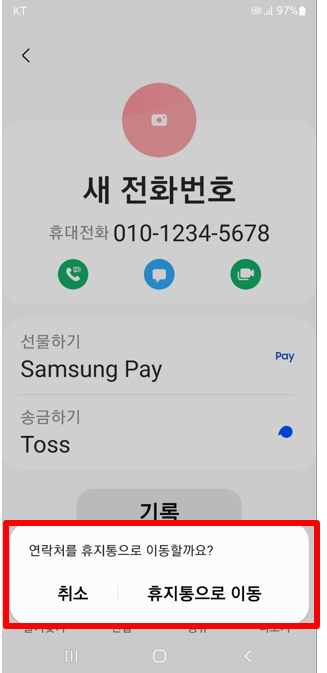 KT 97%
새 전화번호
휴대전화 010-1234-5678
선물하기
Samsung Pay
Pay
송금하기
Toss
기록
연락처를 휴지통으로 이동할까요?
취소 휴지통으로 이동